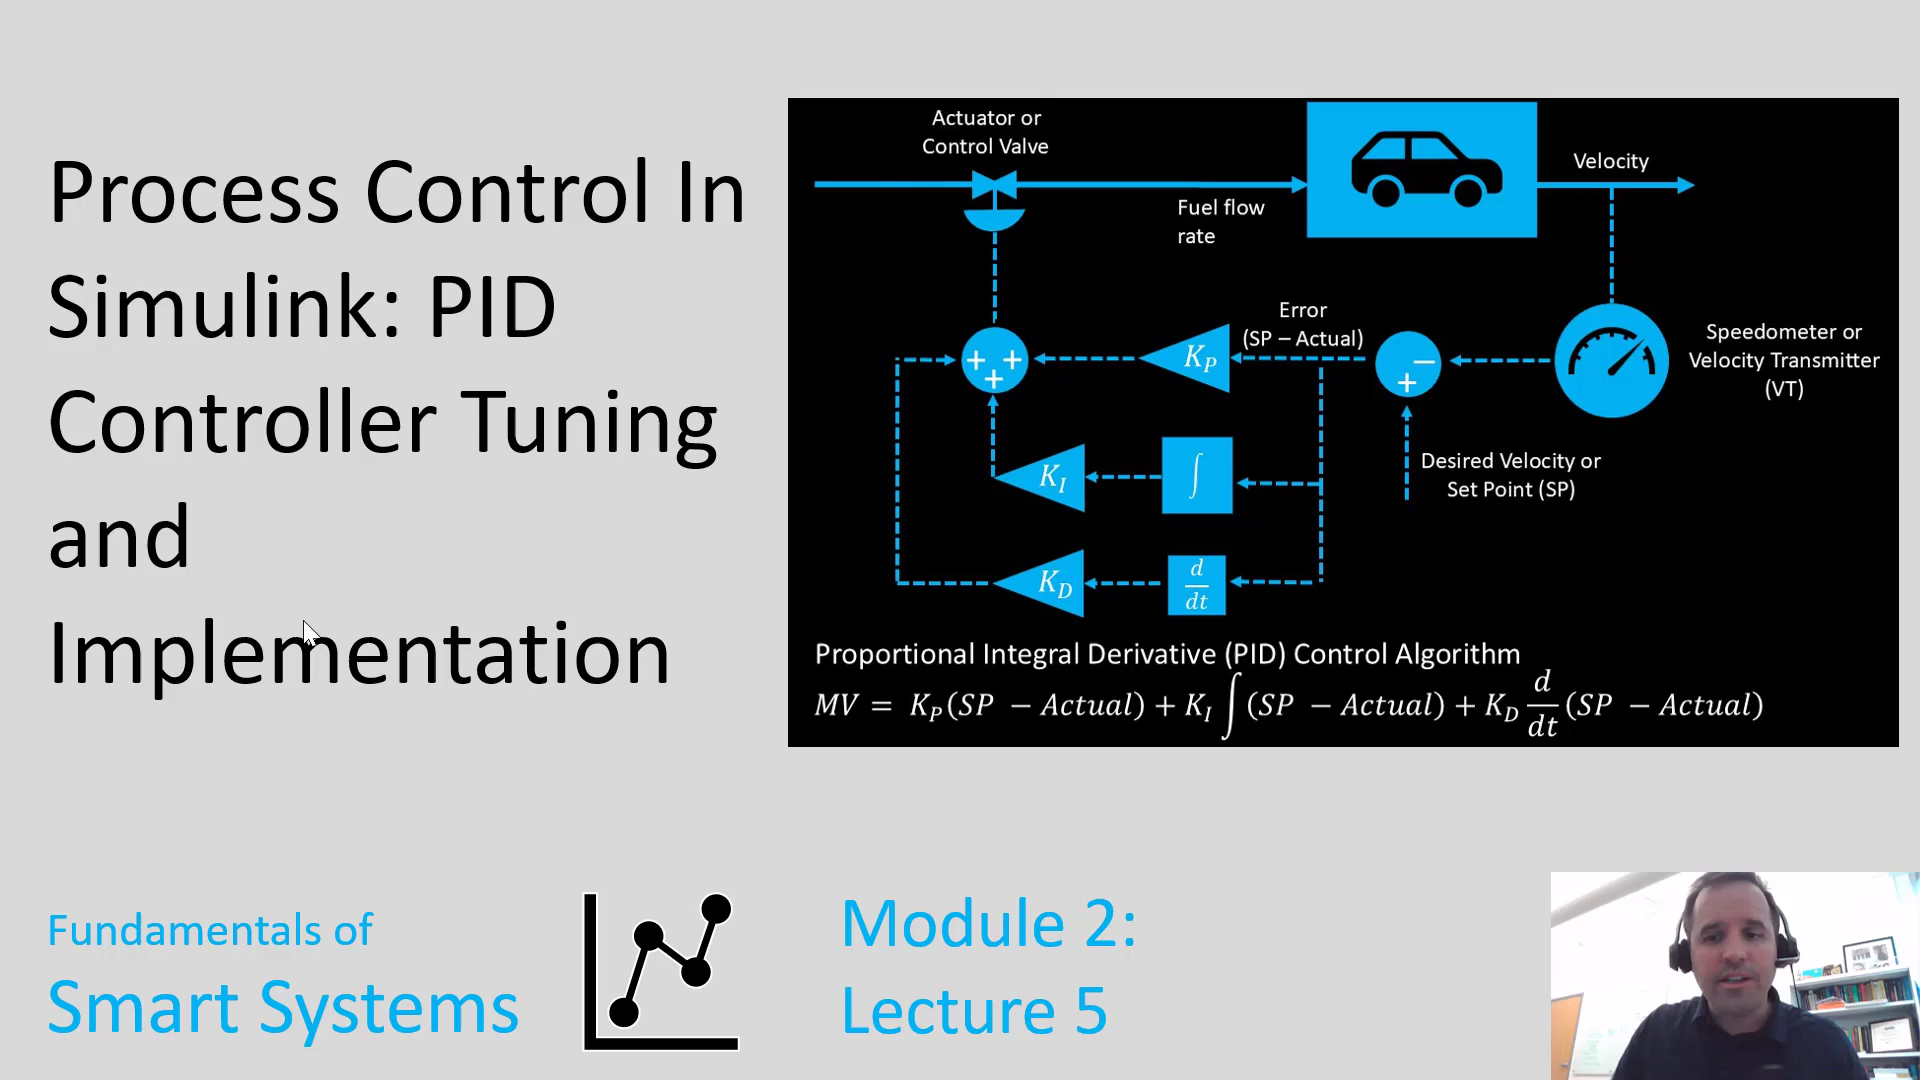 Process Control In
Simulink: PID
Controller Tuning
and
Implementation
Actuator or
Control Valve
Fuel flow
rate
Velocity
Error
(SP – Actual)
Speedometer or
Velocity Transmitter
(VT)
Desired Velocity or
Set Point (SP)
+ +
+
K_P
−
+
K_I
∫
K_D
d
dt
Proportional Integral Derivative (PID) Control Algorithm
MV = K_P(SP − Actual) + K_I ∫(SP − Actual) + K_D d/dt (SP − Actual)
Fundamentals of
Smart Systems
Module 2:
Lecture 5